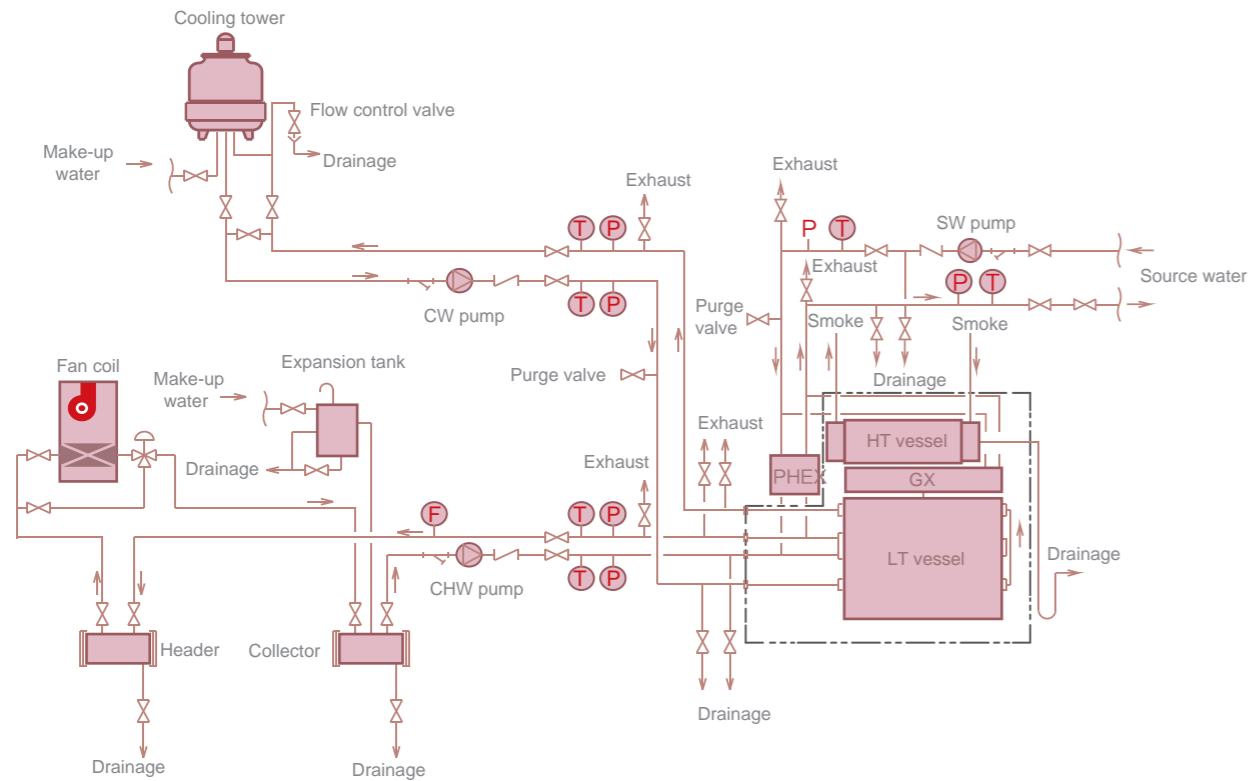 Cooling tower
Flow control valve
Make-up
water
Drainage
Exhaust
Exhaust
T
P
P
T
SW pump
Exhaust
Source water
P
T
T
P
CW pump
Purge
valve
Smoke
Smoke
Drainage
Fan coil
Expansion tank
Make-up
water
Purge valve
Exhaust
HT vessel
Drainage
Exhaust
PHEX
GX
F
T
P
LT vessel
Drainage
T
P
CHW pump
Header
Collector
Drainage
Drainage
Drainage